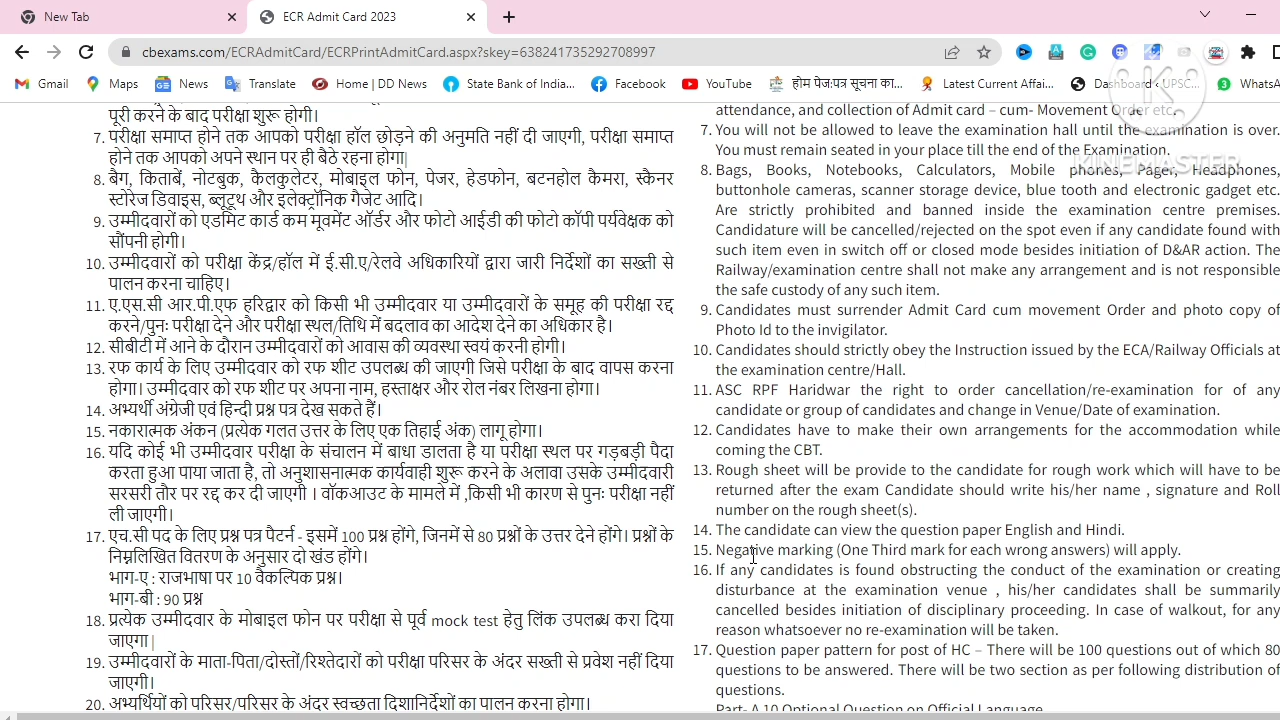 New Tab
ECR Admit Card 2023
cbexams.com/ECRAdmitCard/ECRPrintAdmitCard.aspx?skey=638241735292708997
Gmail
Maps
News
Translate
Home | DD News
State Bank of India...
Facebook
YouTube
होम पेज:पत्र सूचना का...
Latest Current Affai...
Dashboard
UPSC...
WhatsA
KINEMASTER
पूरी करने के बाद परीक्षा शुरू होगी।
7. परीक्षा समाप्त होने तक आपको परीक्षा हॉल छोड़ने की अनुमति नहीं दी जाएगी, परीक्षा समाप्त
होने तक आपको अपने स्थान पर ही बैठे रहना होगा|
8. बैग, किताबें, नोटबुक, कैलकुलेटर, मोबाइल फोन, पेजर, हेडफोन, बटनहोल कैमरा, स्कैनर
स्टोरेज डिवाइस, ब्लूटूथ और इलेक्ट्रॉनिक गैजेट आदि।
9. उम्मीदवारों को एडमिट कार्ड कम मूवमेंट ऑर्डर और फोटो आईडी की फोटो कॉपी पर्यवेक्षक को
सौंपनी होगी।
10. उम्मीदवारों को परीक्षा केंद्र/हॉल में ई.सी.ए/रेलवे अधिकारियों द्वारा जारी निर्देशों का सख्ती से
पालन करना चाहिए।
11. ए.एस.सी आर.पी.एफ हरिद्वार को किसी भी उम्मीदवार या उम्मीदवारों के समूह की परीक्षा रद्द
करने/पुनः परीक्षा देने और परीक्षा स्थल/तिथि में बदलाव का आदेश देने का अधिकार है।
12. सीबीटी में आने के दौरान उम्मीदवारों को आवास की व्यवस्था स्वयं करनी होगी।
13. रफ कार्य के लिए उम्मीदवार को रफ शीट उपलब्ध की जाएगी जिसे परीक्षा के बाद वापस करना
होगा। उम्मीदवार को रफ शीट पर अपना नाम, हस्ताक्षर और रोल नंबर लिखना होगा।
14. अभ्यर्थी अंग्रेजी एवं हिन्दी प्रश्न पत्र देख सकते हैं।
15. नकारात्मक अंकन (प्रत्येक गलत उत्तर के लिए एक तिहाई अंक) लागू होगा।
16. यदि कोई भी उम्मीदवार परीक्षा के संचालन में बाधा डालता है या परीक्षा स्थल पर गड़बड़ी पैदा
करता हुआ पाया जाता है, तो अनुशासनात्मक कार्यवाही शुरू करने के अलावा उसके उम्मीदवारी
सरसरी तौर पर रद्द कर दी जाएगी । वॉकआउट के मामले में ,किसी भी कारण से पुनः परीक्षा नहीं
ली जाएगी।
17. एच.सी पद के लिए प्रश्न पत्र पैटर्न - इसमें 100 प्रश्न होंगे, जिनमें से 80 प्रश्नों के उत्तर देने होंगे। प्रश्नों के
निम्नलिखित वितरण के अनुसार दो खंड होंगे।
भाग-ए : राजभाषा पर 10 वैकल्पिक प्रश्न।
भाग-बी : 90 प्रश्न
18. प्रत्येक उम्मीदवार के मोबाइल फोन पर परीक्षा से पूर्व mock test हेतु लिंक उपलब्ध करा दिया
जाएगा |
19. उम्मीदवारों के माता-पिता/दोस्तों/रिश्तेदारों को परीक्षा परिसर के अंदर सख्ती से प्रवेश नहीं दिया
जाएगी।
20. अभ्यर्थियों को परिसर/परिसर के अंदर स्वच्छता दिशानिर्देशों का पालन करना होगा।
attendance, and collection of Admit card – cum- Movement Order etc.
7. You will not be allowed to leave the examination hall until the examination is over.
You must remain seated in your place till the end of the Examination.
8. Bags, Books, Notebooks, Calculators, Mobile phones, Pager, Headphones,
buttonhole cameras, scanner storage device, blue tooth and electronic gadget etc.
Are strictly prohibited and banned inside the examination centre premises.
Candidature will be cancelled/rejected on the spot even if any candidate found with
such item even in switch off or closed mode besides initiation of D&AR action. The
Railway/examination centre shall not make any arrangement and is not responsible
the safe custody of any such item.
9. Candidates must surrender Admit Card cum movement Order and photo copy of
Photo Id to the invigilator.
10. Candidates should strictly obey the Instruction issued by the ECA/Railway Officials at
the examination centre/Hall.
11. ASC RPF Haridwar the right to order cancellation/re-examination for of any
candidate or group of candidates and change in Venue/Date of examination.
12. Candidates have to make their own arrangements for the accommodation while
coming the CBT.
13. Rough sheet will be provide to the candidate for rough work which will have to be
returned after the exam Candidate should write his/her name , signature and Roll
number on the rough sheet(s).
14. The candidate can view the question paper English and Hindi.
15. Negative marking (One Third mark for each wrong answers) will apply.
16. If any candidates is found obstructing the conduct of the examination or creating
disturbance at the examination venue , his/her candidates shall be summarily
cancelled besides initiation of disciplinary proceeding. In case of walkout, for any
reason whatsoever no re-examination will be taken.
17. Question paper pattern for post of HC – There will be 100 questions out of which 80
questions to be answered. There will be two section as per following distribution of
questions.
Part- A 10 Optional Question on Official Language